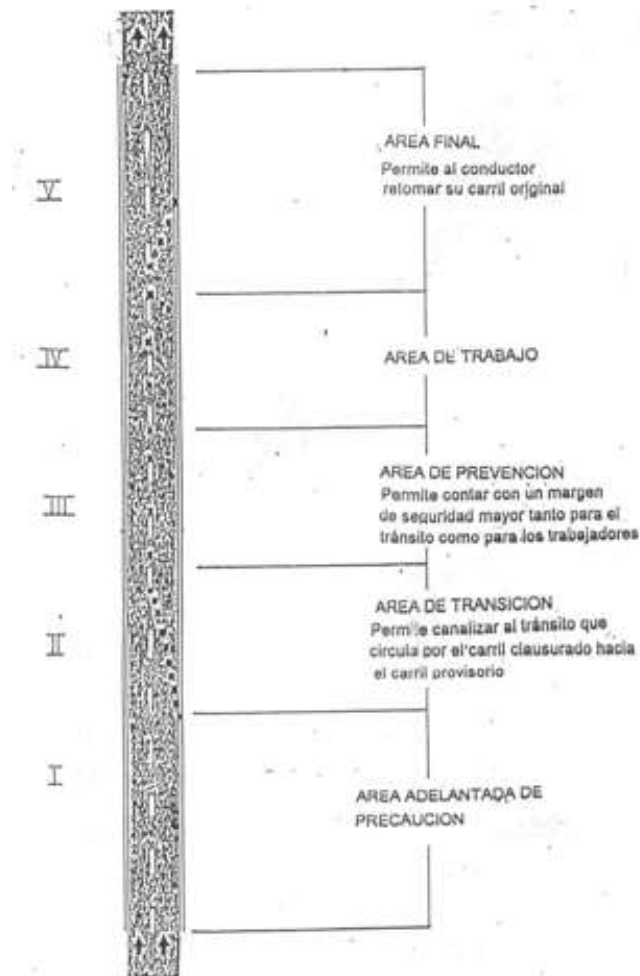 V
AREA FINAL
Permite al conductor
retomar su carril original
IV
AREA DE TRABAJO
III
AREA DE PREVENCION
Permite contar con un margen
de seguridad mayor tanto para el
tránsito como para los trabajadores
II
AREA DE TRANSICION
Permite canalizar al tránsito que
circula por el carril clausurado hacia
el carril provisorio
I
AREA ADELANTADA DE
PRECAUCION